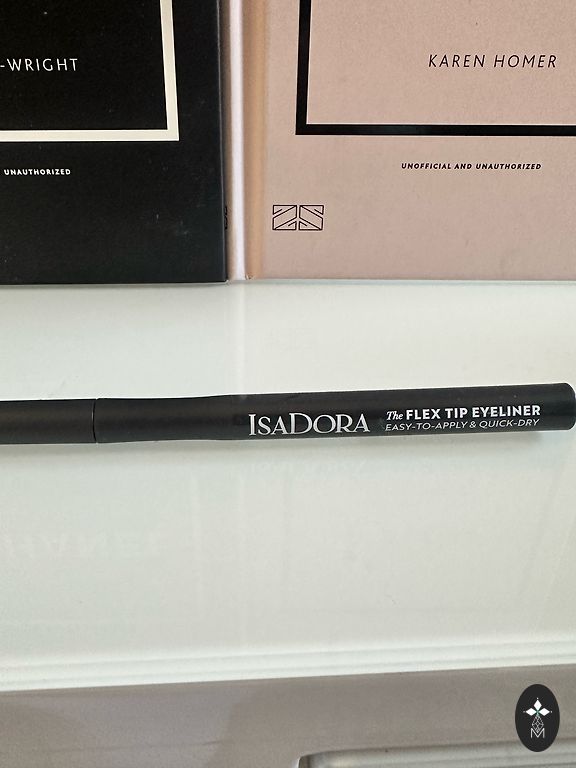 -WRIGHT
UNAUTHORIZED
KAREN HOMER
UNOFFICIAL AND UNAUTHORIZED
ISADORA The FLEX TIP EYELINER
EASY-TO-APPLY & QUICK-DRY